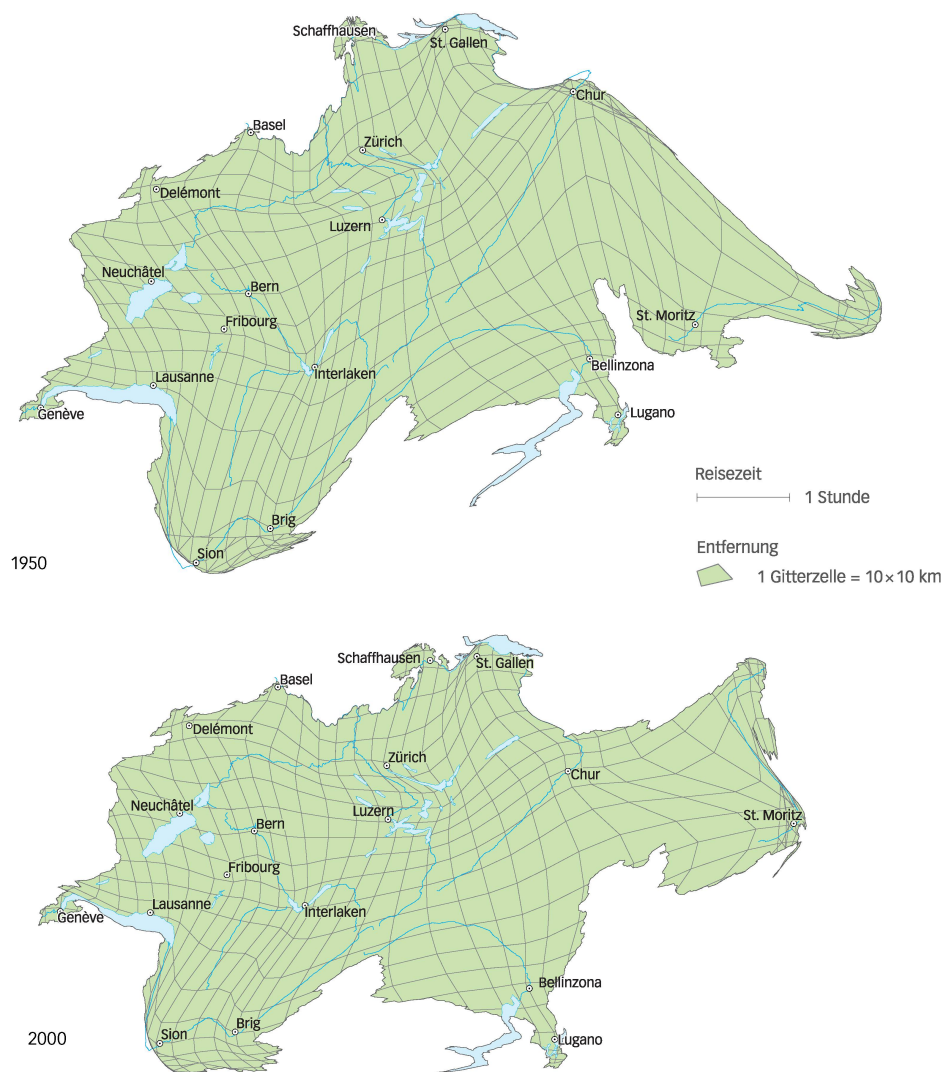 Schaffhausen
St. Gallen
Chur
Basel
Zürich
Delémont
Luzern
Neuchâtel
Bern
St. Moritz
Fribourg
Bellinzona
Interlaken
Lausanne
Genève
Lugano
Reisezeit
1 Stunde
Brig
Entfernung
Sion
1950
1 Gitterzelle = 10×10 km
Schaffhausen
St. Gallen
Basel
Delémont
Zürich
Chur
Neuchâtel
Luzern
St. Moritz
Bern
Fribourg
Lausanne
Interlaken
Genève
Bellinzona
Brig
Sion
2000
Lugano